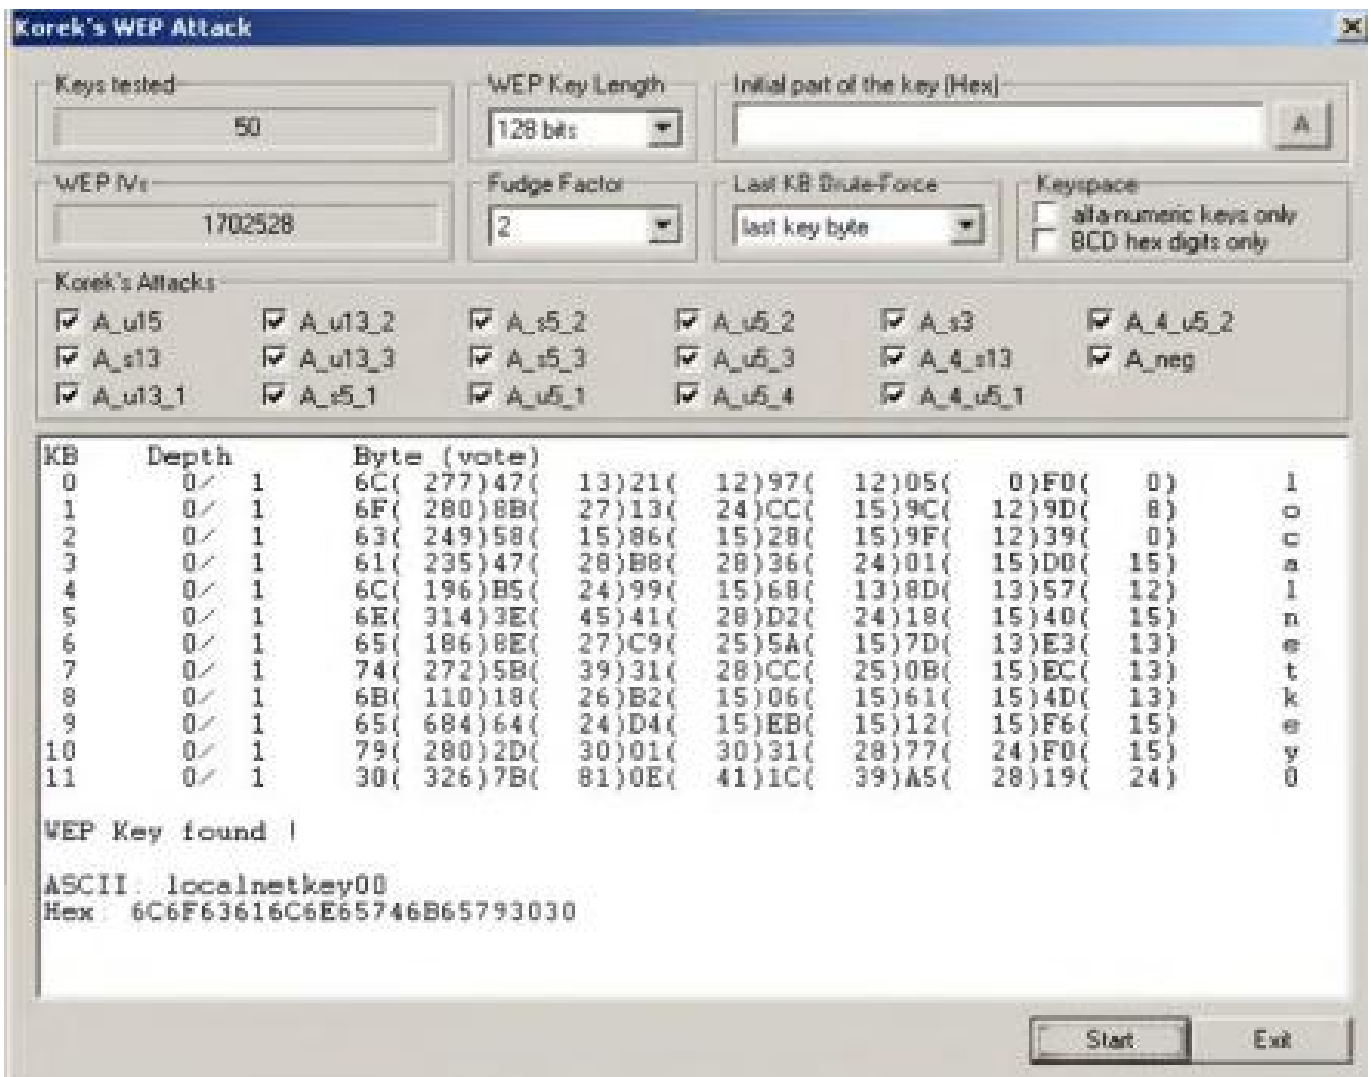 Korek's WEP Attack
Keys tested WEP Key Length Initial part of the key (Hex)
50 128 bits A
WEP IVs Fudge Factor Last KB Brute-Force Keyspace
1702528 2 last key byte alfa-numeric keys only
BCD hex digits only
Korek's Attacks
A_u15 A_u13_2 A_s5_2 A_u5_2 A_s3 A_4_u5_2
A_s13 A_u13_3 A_s5_3 A_u5_3 A_4_s13 A_neg
A_u13_1 A_s5_1 A_u5_1 A_u5_4 A_4_u5_1
KB Depth Byte (vote)
0 0/ 1 6C( 277)47( 13)21( 12)97( 12)05( 0)F0( 0) l
1 0/ 1 6F( 280)8B( 27)13( 24)CC( 15)9C( 12)9D( 8) o
2 0/ 1 63( 249)58( 15)86( 15)28( 15)9F( 12)39( 0) c
3 0/ 1 61( 235)47( 28)B8( 28)36( 24)01( 15)D0( 15) a
4 0/ 1 6C( 196)B5( 24)99( 15)68( 13)8D( 13)57( 12) l
5 0/ 1 6E( 314)3E( 45)41( 28)D2( 24)18( 15)40( 15) n
6 0/ 1 65( 186)8E( 27)C9( 25)5A( 15)7D( 13)E3( 13) e
7 0/ 1 74( 272)5B( 39)31( 28)CC( 25)0B( 15)EC( 13) t
8 0/ 1 6B( 110)18( 26)B2( 15)06( 15)61( 15)4D( 13) k
9 0/ 1 65( 684)64( 24)D4( 15)EB( 15)12( 15)F6( 15) e
10 0/ 1 79( 280)2D( 30)01( 30)31( 28)77( 24)F0( 15) y
11 0/ 1 30( 326)7B( 81)0E( 41)1C( 39)A5( 28)19( 24) 0
WEP Key found !
ASCII: localnetkey00
Hex: 6C6F63616C6E65746B65793030
Start Exit